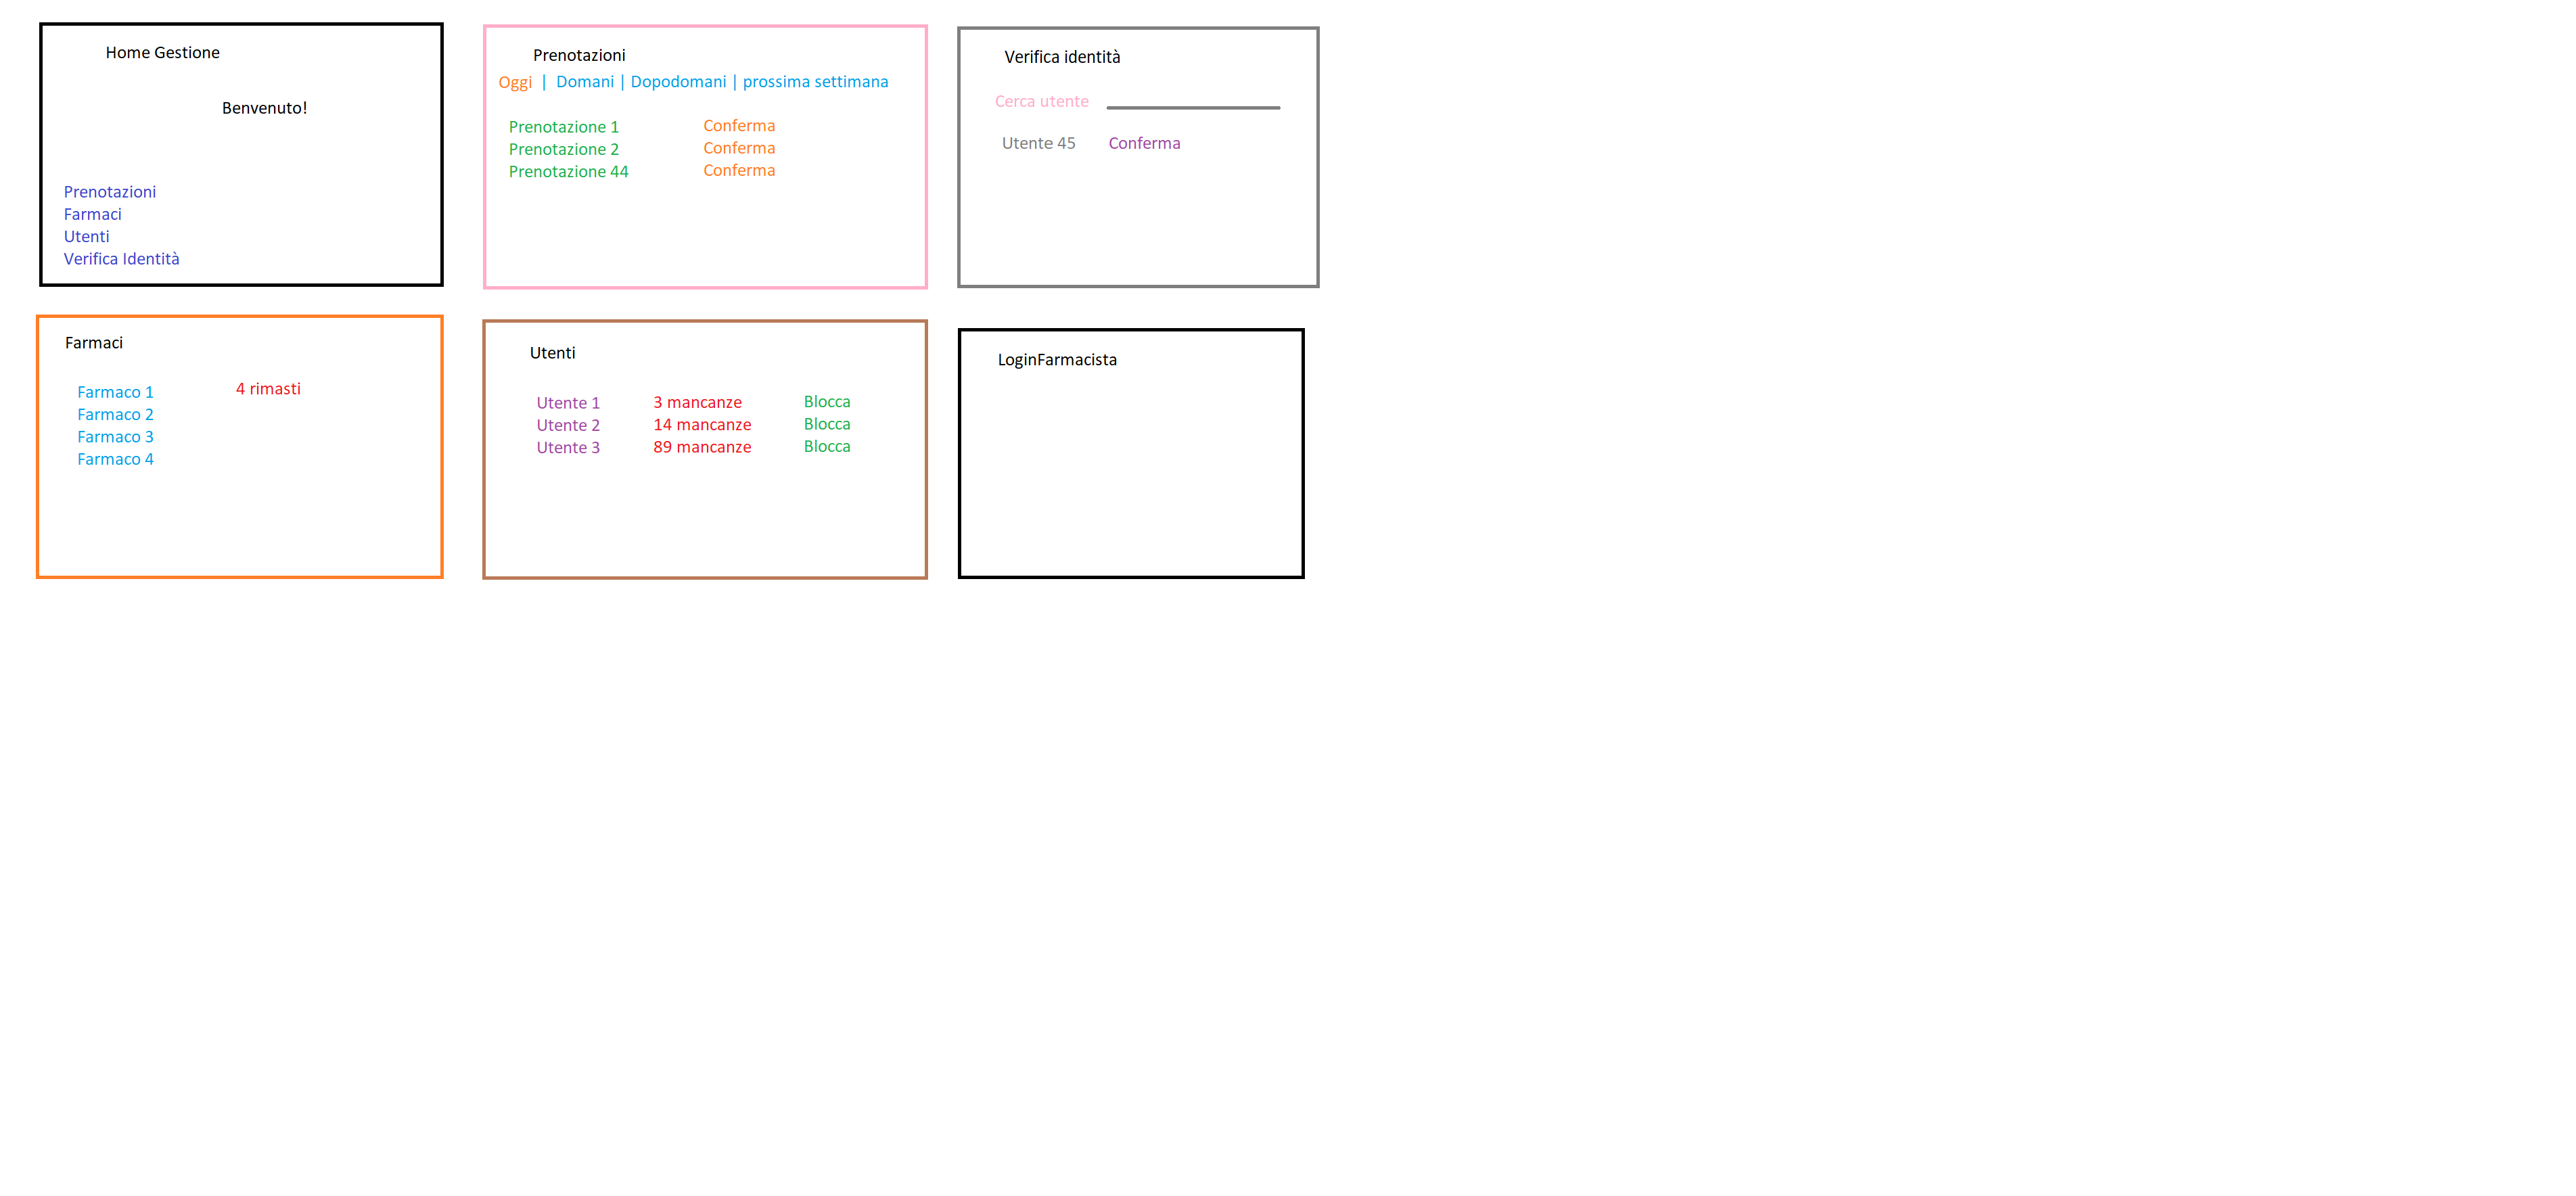 Home Gestione
Benvenuto!
Prenotazioni
Farmaci
Utenti
Verifica Identità
Prenotazioni
Oggi | Domani | Dopodomani | prossima settimana
Prenotazione 1 Conferma
Prenotazione 2 Conferma
Prenotazione 44 Conferma
Verifica identità
Cerca utente
Utente 45 Conferma
Farmaci
Farmaco 1 4 rimasti
Farmaco 2
Farmaco 3
Farmaco 4
Utenti
Utente 1 3 mancanze Blocca
Utente 2 14 mancanze Blocca
Utente 3 89 mancanze Blocca
LoginFarmacista